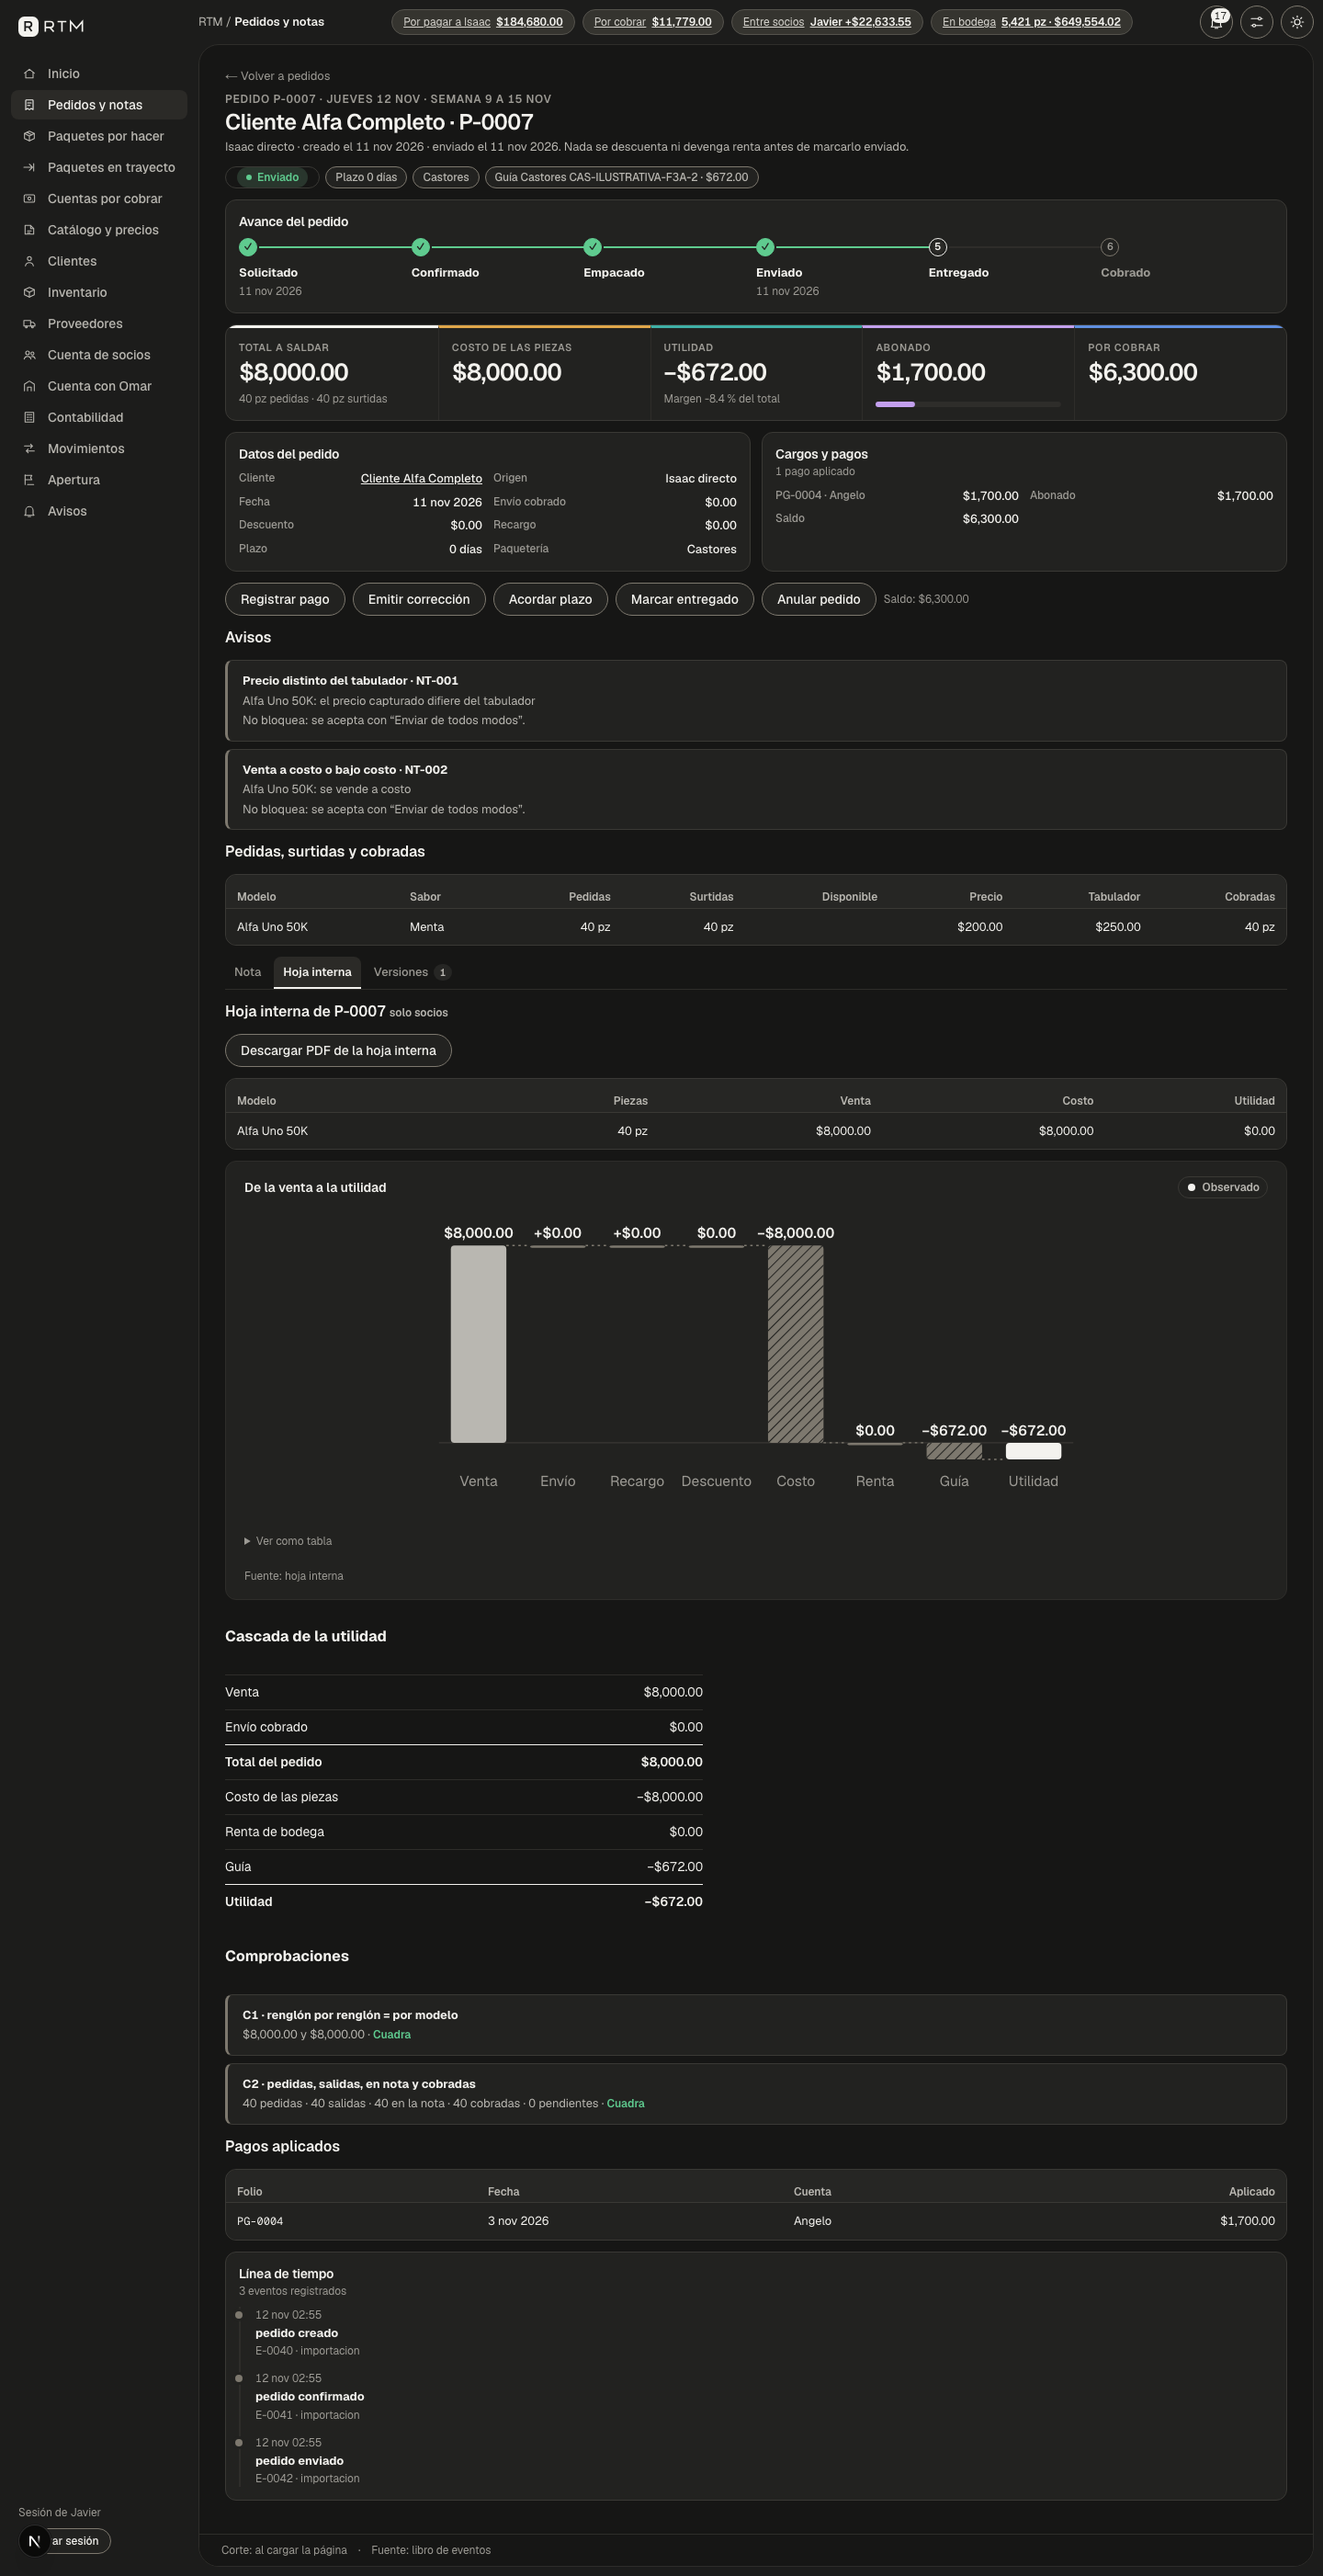 R RTM
RTM / Pedidos y notas
Por pagar a Isaac $184,680.00
Por cobrar $11,779.00
Entre socios Javier +$22,633.55
En bodega 5,421 pz · $649,554.02
17
Inicio
Pedidos y notas
Paquetes por hacer
Paquetes en trayecto
Cuentas por cobrar
Catálogo y precios
Clientes
Inventario
Proveedores
Cuenta de socios
Cuenta con Omar
Contabilidad
Movimientos
Apertura
Avisos
← Volver a pedidos
PEDIDO P-0007 · JUEVES 12 NOV · SEMANA 9 A 15 NOV
Cliente Alfa Completo · P-0007
Isaac directo · creado el 11 nov 2026 · enviado el 11 nov 2026. Nada se descuenta ni devenga renta antes de marcarlo enviado.
Enviado
Plazo 0 días
Castores
Guía Castores CAS-ILUSTRATIVA-F3A-2 · $672.00
Avance del pedido
5 6
Solicitado Confirmado Empacado Enviado Entregado Cobrado
11 nov 2026 11 nov 2026
TOTAL A SALDAR COSTO DE LAS PIEZAS UTILIDAD ABONADO POR COBRAR
$8,000.00 $8,000.00 −$672.00 $1,700.00 $6,300.00
40 pz pedidas · 40 pz surtidas Margen -8.4 % del total
Datos del pedido
Cliente Cliente Alfa Completo Origen Isaac directo
Fecha 11 nov 2026 Envío cobrado $0.00
Descuento $0.00 Recargo $0.00
Plazo 0 días Paquetería Castores
Cargos y pagos
1 pago aplicado
PG-0004 · Angelo $1,700.00 Abonado $1,700.00
Saldo $6,300.00
Registrar pago Emitir corrección Acordar plazo Marcar entregado Anular pedido Saldo: $6,300.00
Avisos
Precio distinto del tabulador · NT-001
Alfa Uno 50K: el precio capturado difiere del tabulador
No bloquea: se acepta con “Enviar de todos modos”.
Venta a costo o bajo costo · NT-002
Alfa Uno 50K: se vende a costo
No bloquea: se acepta con “Enviar de todos modos”.
Pedidas, surtidas y cobradas
Modelo Sabor Pedidas Surtidas Disponible Precio Tabulador Cobradas
Alfa Uno 50K Menta 40 pz 40 pz $200.00 $250.00 40 pz
Nota Hoja interna Versiones 1
Hoja interna de P-0007 solo socios
Descargar PDF de la hoja interna
Modelo Piezas Venta Costo Utilidad
Alfa Uno 50K 40 pz $8,000.00 $8,000.00 $0.00
De la venta a la utilidad
Observado
$8,000.00 +$0.00 +$0.00 $0.00 −$8,000.00
$0.00 −$672.00 −$672.00
Venta Envío Recargo Descuento Costo Renta Guía Utilidad
▶ Ver como tabla
Fuente: hoja interna
Cascada de la utilidad
Venta $8,000.00
Envío cobrado $0.00
Total del pedido $8,000.00
Costo de las piezas −$8,000.00
Renta de bodega $0.00
Guía −$672.00
Utilidad −$672.00
Comprobaciones
C1 · renglón por renglón = por modelo
$8,000.00 y $8,000.00 · Cuadra
C2 · pedidas, salidas, en nota y cobradas
40 pedidas · 40 salidas · 40 en la nota · 40 cobradas · 0 pendientes · Cuadra
Pagos aplicados
Folio Fecha Cuenta Aplicado
PG-0004 3 nov 2026 Angelo $1,700.00
Línea de tiempo
3 eventos registrados
12 nov 02:55
pedido creado
E-0040 · importacion
12 nov 02:55
pedido confirmado
E-0041 · importacion
12 nov 02:55
pedido enviado
E-0042 · importacion
Sesión de Javier
N ar sesión
Corte: al cargar la página · Fuente: libro de eventos